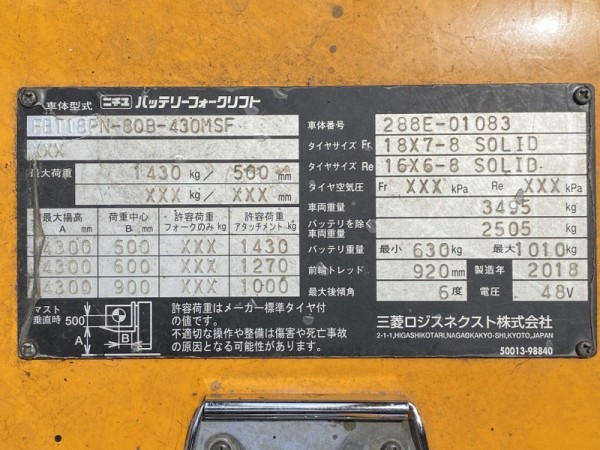 車体型式 ニチユ バッテリーフォークリフト
FBT18PN-80B-430MSF
XXX
最大荷重 1430 kg/ 500 mm
XXX kg/ XXX mm
最大揚高 A mm 荷重中心 B mm 許容荷重 フォークのみ kg 許容荷重 アタッチメント kg
4300 500 XXX 1430
4300 600 XXX 1270
4300 900 XXX 1000
マスト垂直時 500 A B
許容荷重はメーカー標準タイヤ付
の値です。
不適切な操作や整備は傷害や死亡事故
の原因となる可能性があります。
車体番号 288E-01083
タイヤサイズ Fr 18X7-8 SOLID
タイヤサイズ Re 16X6-8 SOLID
タイヤ空気圧 Fr XXX kPa Re XXX kPa
車両重量 3495 kg
バッテリを除く車両重量 2505 kg
バッテリ重量 最小 630 kg 最大 1010 kg
前輪トレッド 920 mm 製造年 2018
最大後傾角 6 度 電圧 48 V
三菱ロジスネクスト株式会社
2-1-1,HIGASHIKOTARI,NAGAOKAKYO-SHI,KYOTO,JAPAN
50013-98840